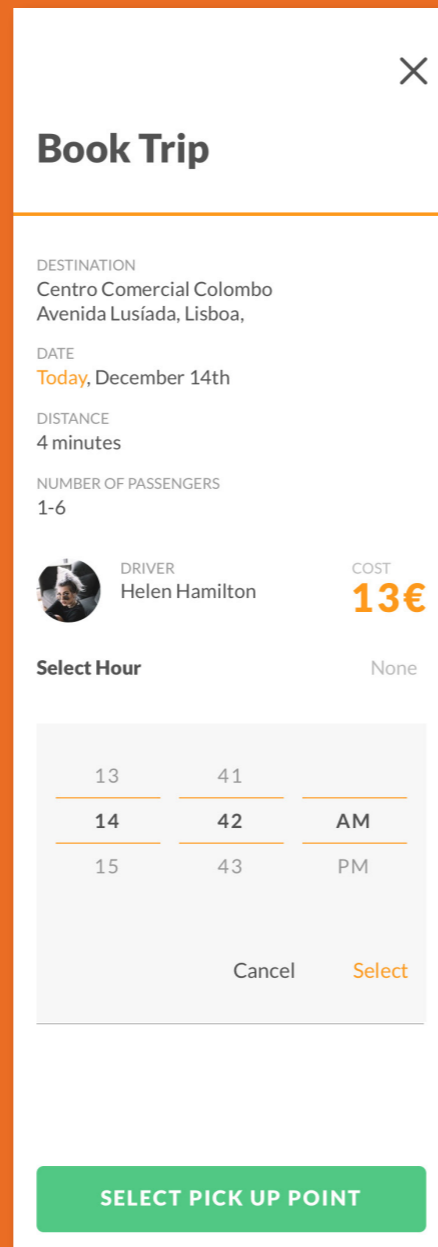 Book Trip
DESTINATION
Centro Comercial Colombo
Avenida Lusíada, Lisboa,
DATE
Today, December 14th
DISTANCE
4 minutes
NUMBER OF PASSENGERS
1-6
DRIVER COST
Helen Hamilton 13€
Select Hour None
13 41
14 42 AM
15 43 PM
Cancel Select
SELECT PICK UP POINT